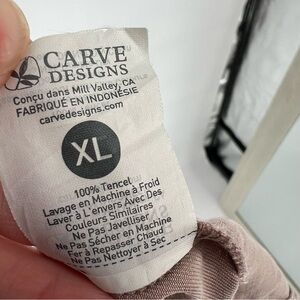 CARVE
DESIGNS
Conçu dans Mill Valley, CA
FABRIQUÉ EN INDONÉSIE
carvedesigns.com
XL
100% Tencel
Lavage en Machine à Froid
Laver à L'envers Avec Des
Couleurs Similaires
Ne Pas Javelliser
Ne Pas Sécher en Machine
Fer à Repasser Chaud
Ne Pas Nettoyer à Sec